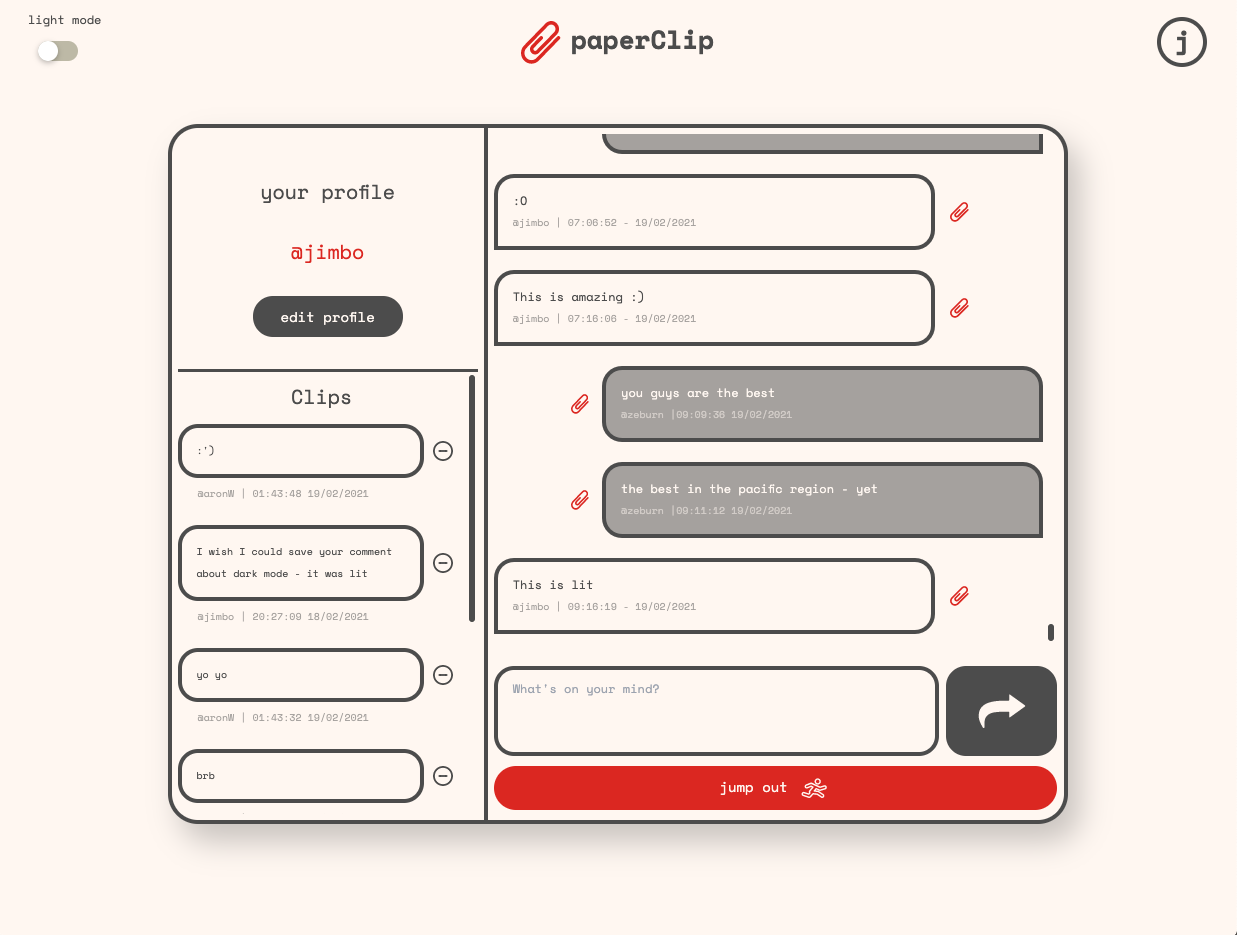 light mode
paperClip
j
your profile
@jimbo
edit profile
Clips
:')
@aronW | 01:43:48 19/02/2021
I wish I could save your comment
about dark mode - it was lit
@jimbo | 20:27:09 18/02/2021
yo yo
@aronW | 01:43:32 19/02/2021
brb
:O
@jimbo | 07:06:52 - 19/02/2021
This is amazing :)
@jimbo | 07:16:06 - 19/02/2021
you guys are the best
@zeburn |09:09:36 19/02/2021
the best in the pacific region - yet
@zeburn |09:11:12 19/02/2021
This is lit
@jimbo | 09:16:19 - 19/02/2021
What's on your mind?
jump out